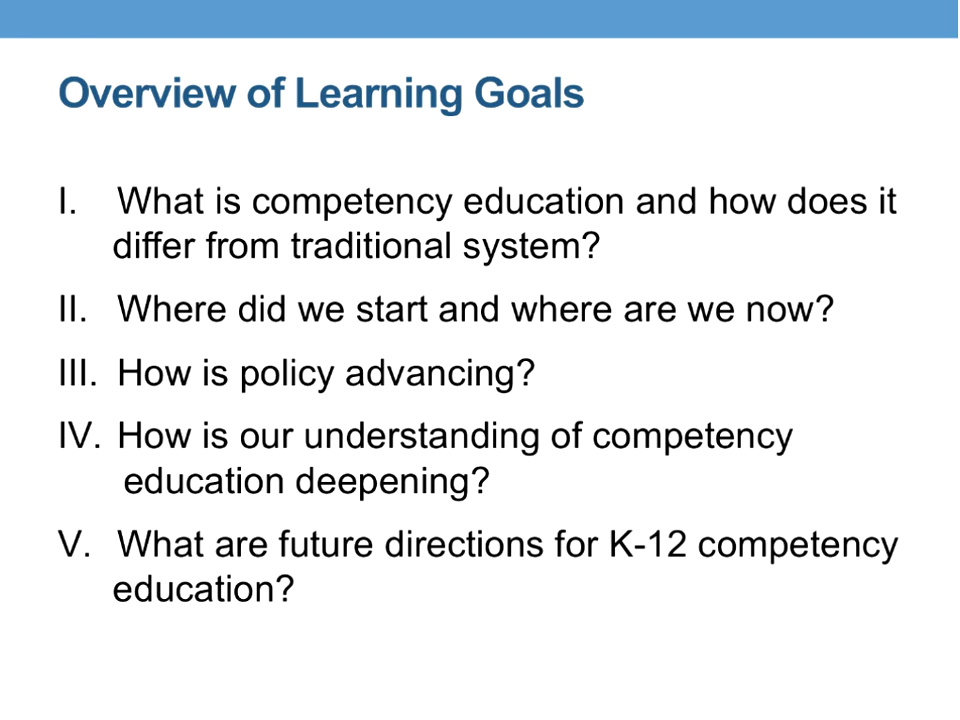 Overview of Learning Goals
I. What is competency education and how does it
differ from traditional system?
II. Where did we start and where are we now?
III. How is policy advancing?
IV. How is our understanding of competency
education deepening?
V. What are future directions for K-12 competency
education?